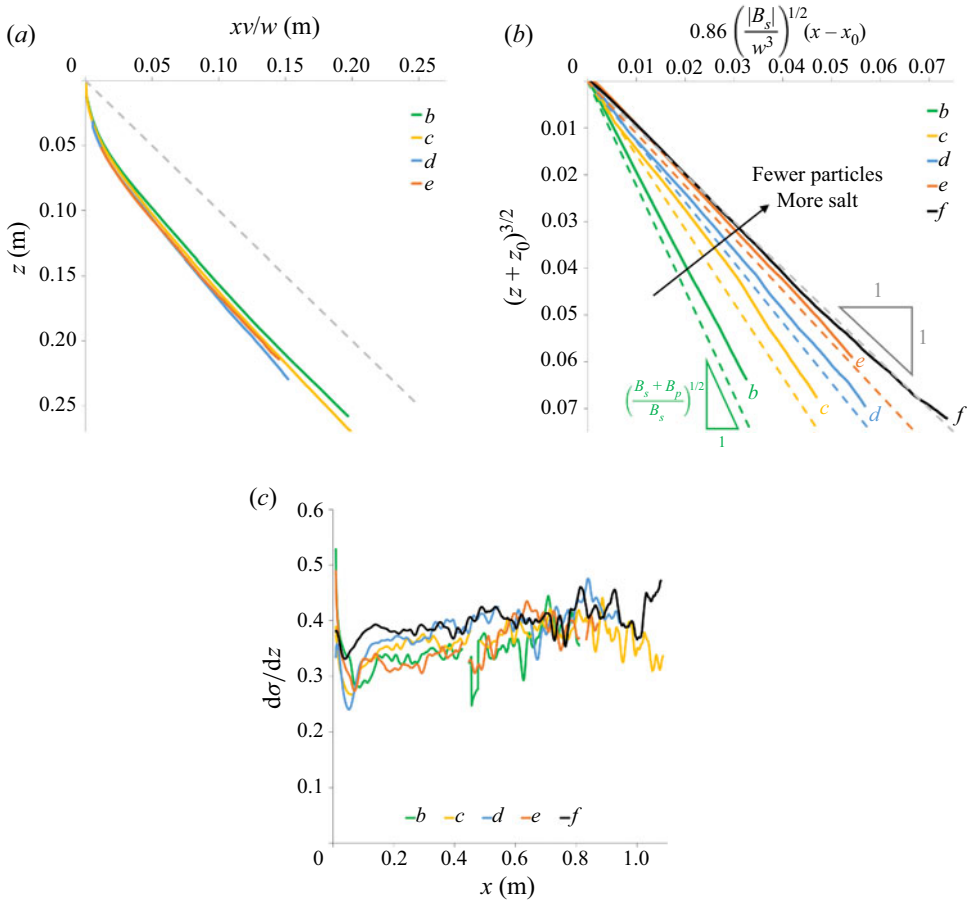 (a)
xv/w (m)
0 0.05 0.10 0.15 0.20 0.25
0.05
0.10
0.15
0.20
0.25
z (m)
b
c
d
e
(b)
0.86 (|B_s|/w^3)^{1/2} (x – x_0)
0 0.01 0.02 0.03 0.04 0.05 0.06 0.07
0.01
0.02
0.03
0.04
0.05
0.06
0.07
(z + z_0)^{3/2}
b
c
d
e
f
Fewer particles
More salt
1
1
((B_s + B_p)/B_s)^{1/2}
1
b
c
d
e
f
(c)
0.6
0.5
0.4
0.3
0.2
0.1
0 0.2 0.4 0.6 0.8 1.0
dσ/dz
b c d e f
x (m)